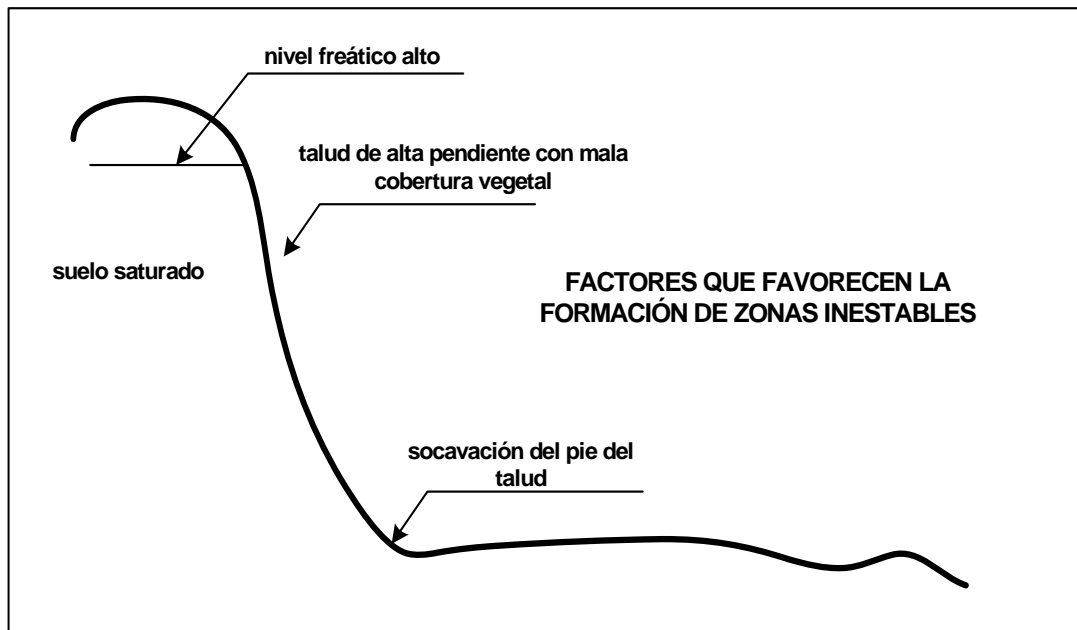 nivel freático alto
talud de alta pendiente con mala
cobertura vegetal
suelo saturado
FACTORES QUE FAVORECEN LA
FORMACIÓN DE ZONAS INESTABLES
socavación del pie del
talud